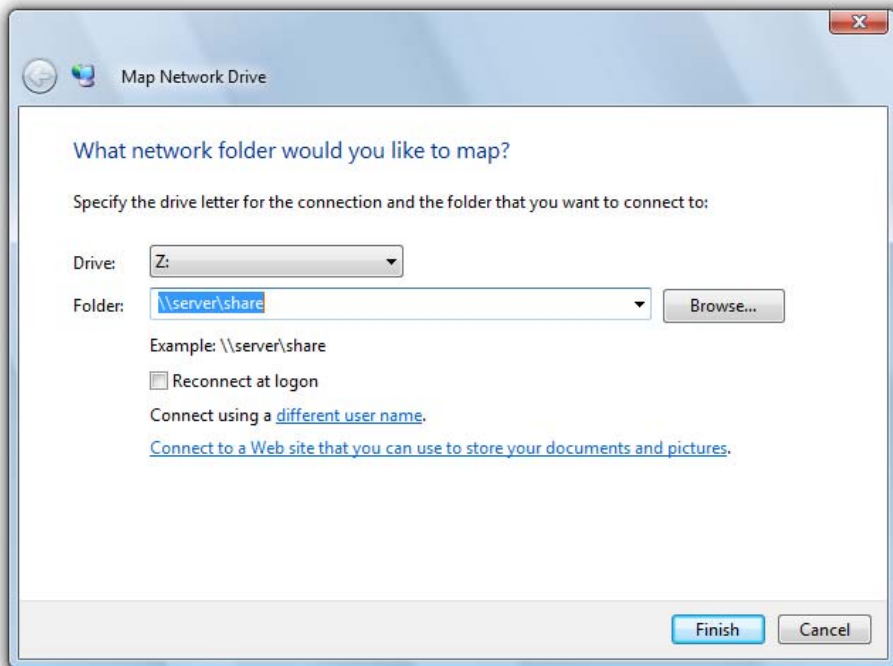 Map Network Drive
What network folder would you like to map?
Specify the drive letter for the connection and the folder that you want to connect to:
Drive: Z:
Folder: \\server\share Browse...
Example: \\server\share
Reconnect at logon
Connect using a different user name.
Connect to a Web site that you can use to store your documents and pictures.
Finish Cancel